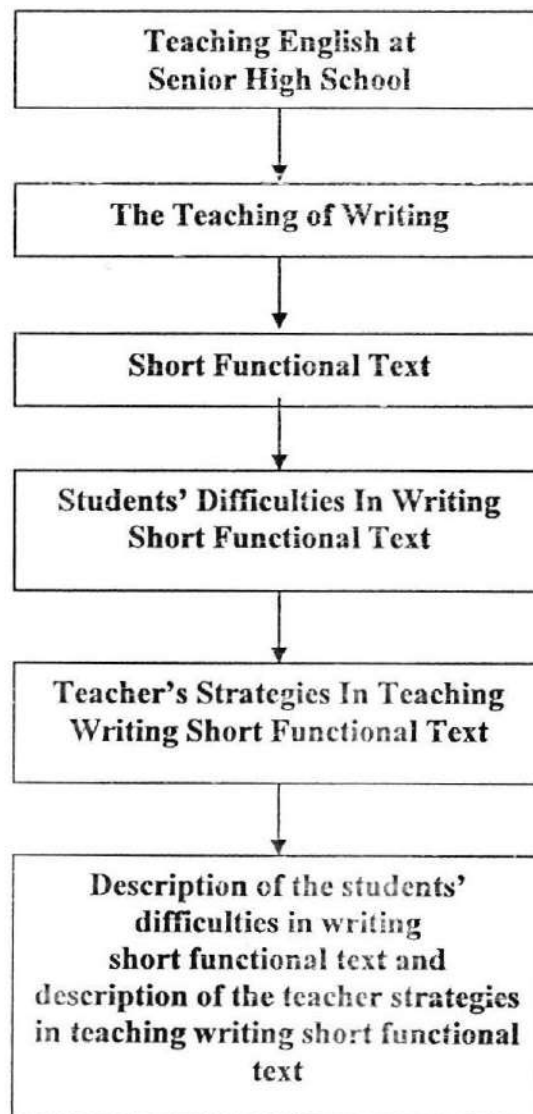 Teaching English at
Senior High School
The Teaching of Writing
Short Functional Text
Students' Difficulties In Writing
Short Functional Text
Teacher's Strategies In Teaching
Writing Short Functional Text
Description of the students'
difficulties in writing
short functional text and
description of the teacher strategies
in teaching writing short functional
text